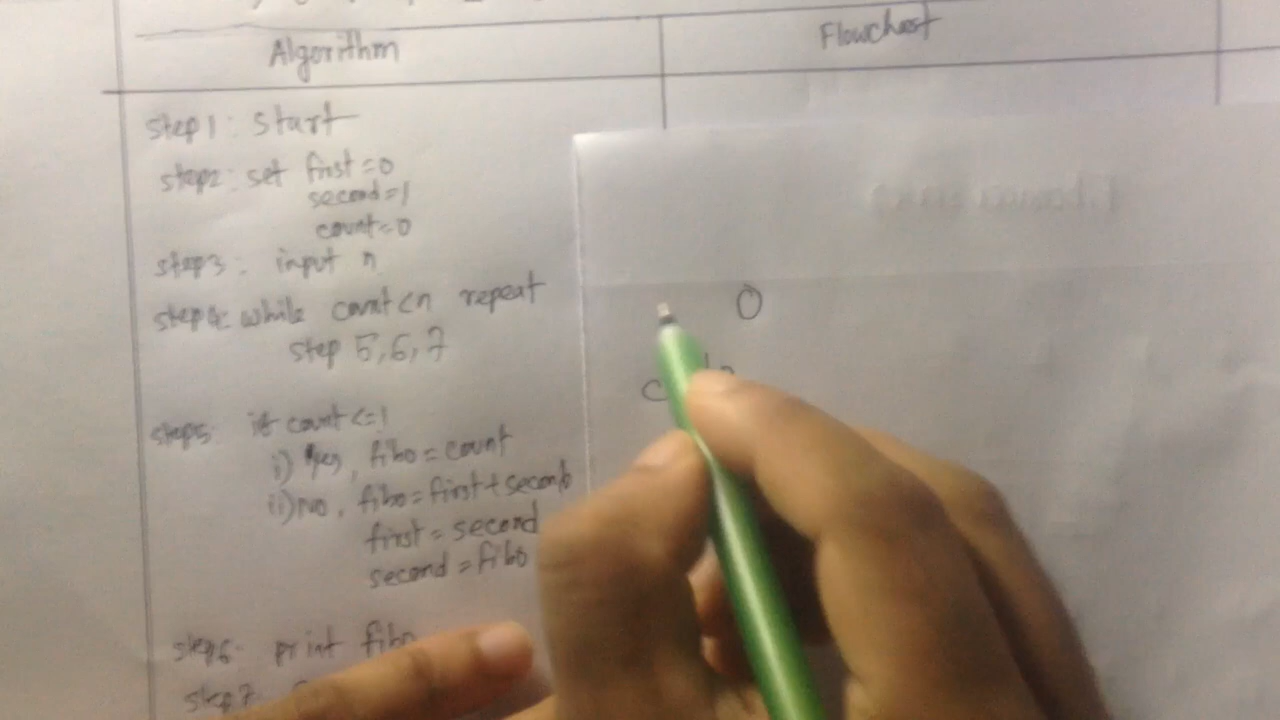 Algorithm
Flowchart
step1: start
step2: set first=0
second=1
count=0
step3: input n
step4: while count<n repeat
step 5,6,7
0
step5: if count<=1
i) Yes, fibo=count
ii) No, fibo=first+second
first=second
second=fibo
step6: print fibo
step7: